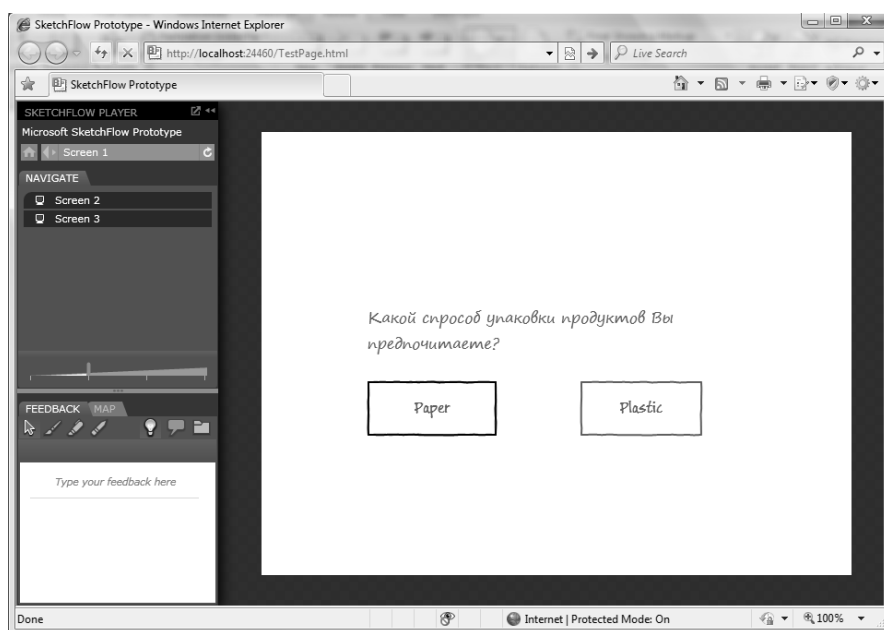 SketchFlow Prototype - Windows Internet Explorer
http://localhost:24460/TestPage.html
Live Search
SketchFlow Prototype
SKETCHFLOW PLAYER
Microsoft SketchFlow Prototype
Screen 1
NAVIGATE
Screen 2
Screen 3
Какой спрособ упаковки продуктов Вы
предпочитаете?
Paper
Plastic
FEEDBACK MAP
Type your feedback here
Done
Internet | Protected Mode: On
100%